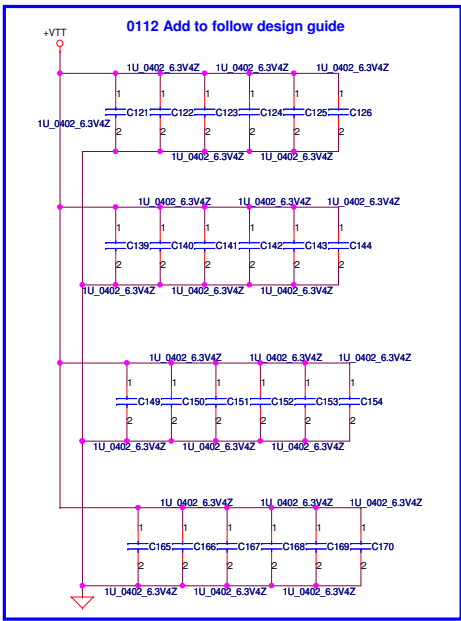 0112 Add to follow design guide
+VTT
1U_0402_6.3V4Z 1U_0402_6.3V4Z 1U_0402_6.3V4Z
1 1 1 1 1 1
1U_0402_6.3V4Z C121 C122 C123 C124 C125 C126
2 2 2 2 2 2
1U_0402_6.3V4Z 1U_0402_6.3V4Z
1U_0402_6.3V4Z 1U_0402_6.3V4Z 1U_0402_6.3V4Z
1 1 1 1 1 1
C139 C140 C141 C142 C143 C144
2 2 2 2 2 2
1U_0402_6.3V4Z 1U_0402_6.3V4Z 1U_0402_6.3V4Z
1U_0402_6.3V4Z 1U_0402_6.3V4Z 1U_0402_6.3V4Z
1 1 1 1 1 1
C149 C150 C151 C152 C153 C154
2 2 2 2 2 2
1U_0402_6.3V4Z 1U_0402_6.3V4Z 1U_0402_6.3V4Z
1U_0402_6.3V4Z 1U_0402_6.3V4Z 1U_0402_6.3V4Z
1 1 1 1 1
C165 C166 C167 C168 C169 C170
2 2 2 2 2
1U_0402_6.3V4Z 1U_0402_6.3V4Z 1U_0402_6.3V4Z